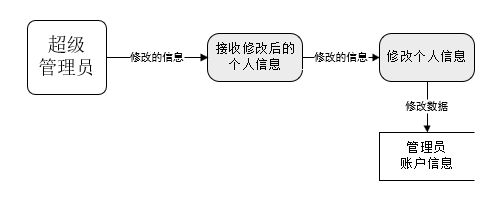 超级
管理员
修改的信息
接收修改后的
个人信息
修改的信息
修改个人信息
修改数据
管理员
账户信息